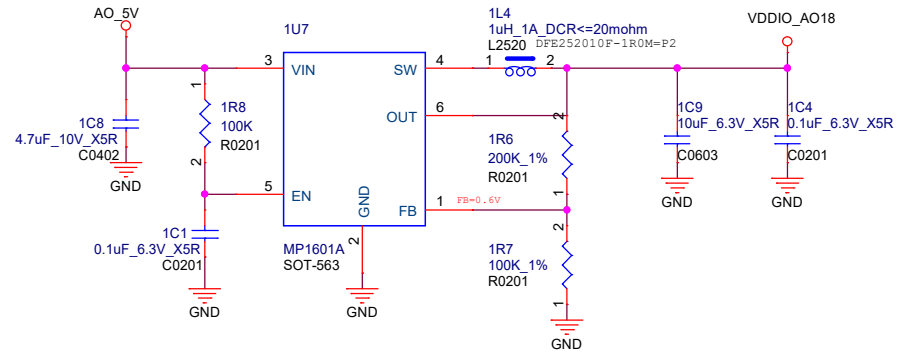 AO_5V
1U7
1L4
1uH_1A_DCR<=20mohm
L2520 DFE252010F-1R0M=P2
VDDIO_AO18
3
VIN
SW
4
1
2
1
1R8
100K
R0201
2
1C8
4.7uF_10V_X5R
C0402
GND
OUT
6
2
1R6
200K_1%
R0201
1
1C9
10uF_6.3V_X5R
C0603
GND
1C4
0.1uF_6.3V_X5R
C0201
GND
5
EN
GND
2
FB
1
FB=0.6V
1C1
0.1uF_6.3V_X5R
C0201
GND
MP1601A
SOT-563
GND
2
1R7
100K_1%
R0201
1
GND